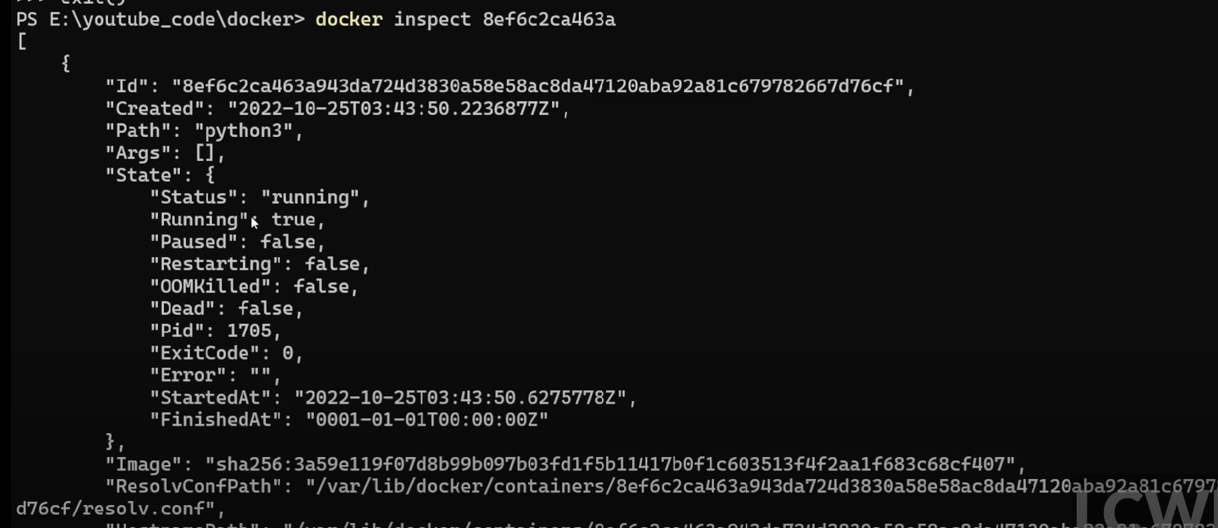 PS E:\youtube_code\docker> docker inspect 8ef6c2ca463a
[
    {
        "Id": "8ef6c2ca463a943da724d3830a58e58ac8da47120aba92a81c679782667d76cf",
        "Created": "2022-10-25T03:43:50.2236877Z",
        "Path": "python3",
        "Args": [],
        "State": {
            "Status": "running",
            "Running": true,
            "Paused": false,
            "Restarting": false,
            "OOMKilled": false,
            "Dead": false,
            "Pid": 1705,
            "ExitCode": 0,
            "Error": "",
            "StartedAt": "2022-10-25T03:43:50.6275778Z",
            "FinishedAt": "0001-01-01T00:00:00Z"
        },
        "Image": "sha256:3a59e119f07d8b99b097b03fd1f5b11417b0f1c603513f4f2aa1f683c68cf407",
        "ResolvConfPath": "/var/lib/docker/containers/8ef6c2ca463a943da724d3830a58e58ac8da47120aba92a81c6797
d76cf/resolv.conf",